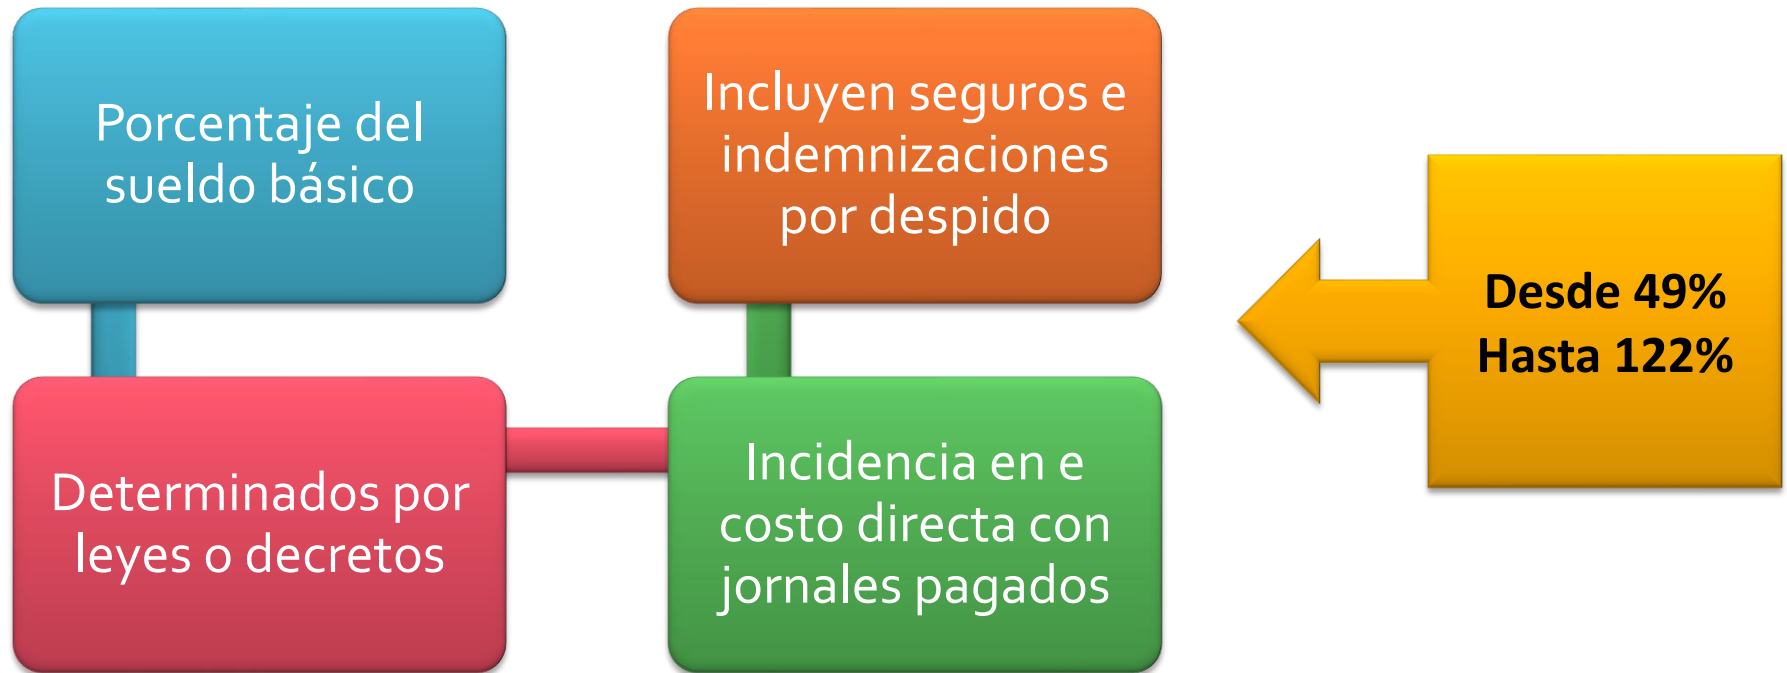 Porcentaje del
sueldo básico
Determinados por
leyes o decretos
Incidencia en e
costo directa con
jornales pagados
Incluyen seguros e
indemnizaciones
por despido
Desde 49%
Hasta 122%